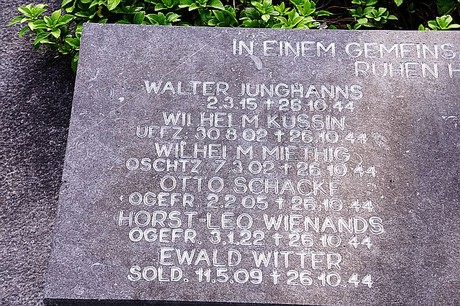 IN EINEM GEMEINS
RUHEN H
WALTER JUNGHANNS
2.3.15 † 26.10.44
WILHELM KUSSIN
UFFZ. 30.8.02 † 26.10.44
WILHELM MIETHIG
OSCHTZ. 7.3.02 † 26.10.44
OTTO SCHACKE
OGEFR. 2.2.05 † 26.10.44
HORST-LEO WIENANDS
OGEFR. 3.1.22 † 26.10.44
EWALD WITTER
SOLD. 11.5.09 † 26.10.44